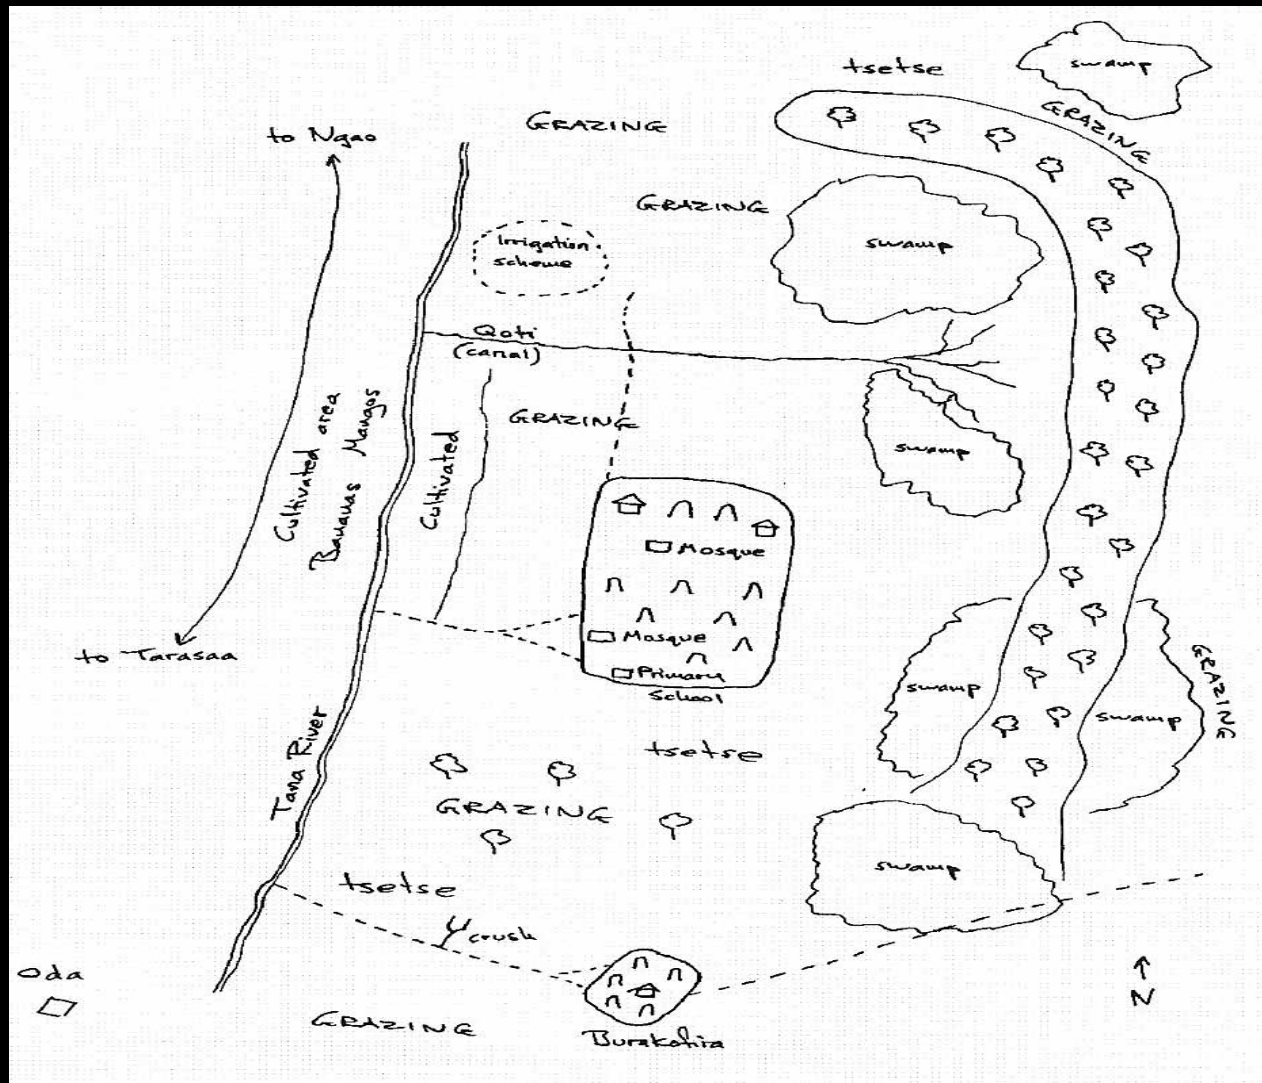 swamp
tsetse
GRAZING
GRAZING
to Ngao
GRAZING
swamp
Irrigation
scheme
Qoti
(canal)
GRAZING
swamp
Cultivated area
Bananas Mangos
Cultivated
Mosque
Mosque
Primary
School
to Tarasaa
swamp
swamp
GRAZING
Tana River
tsetse
GRAZING
tsetse
swamp
crush
Oda
N
GRAZING
Burakofira